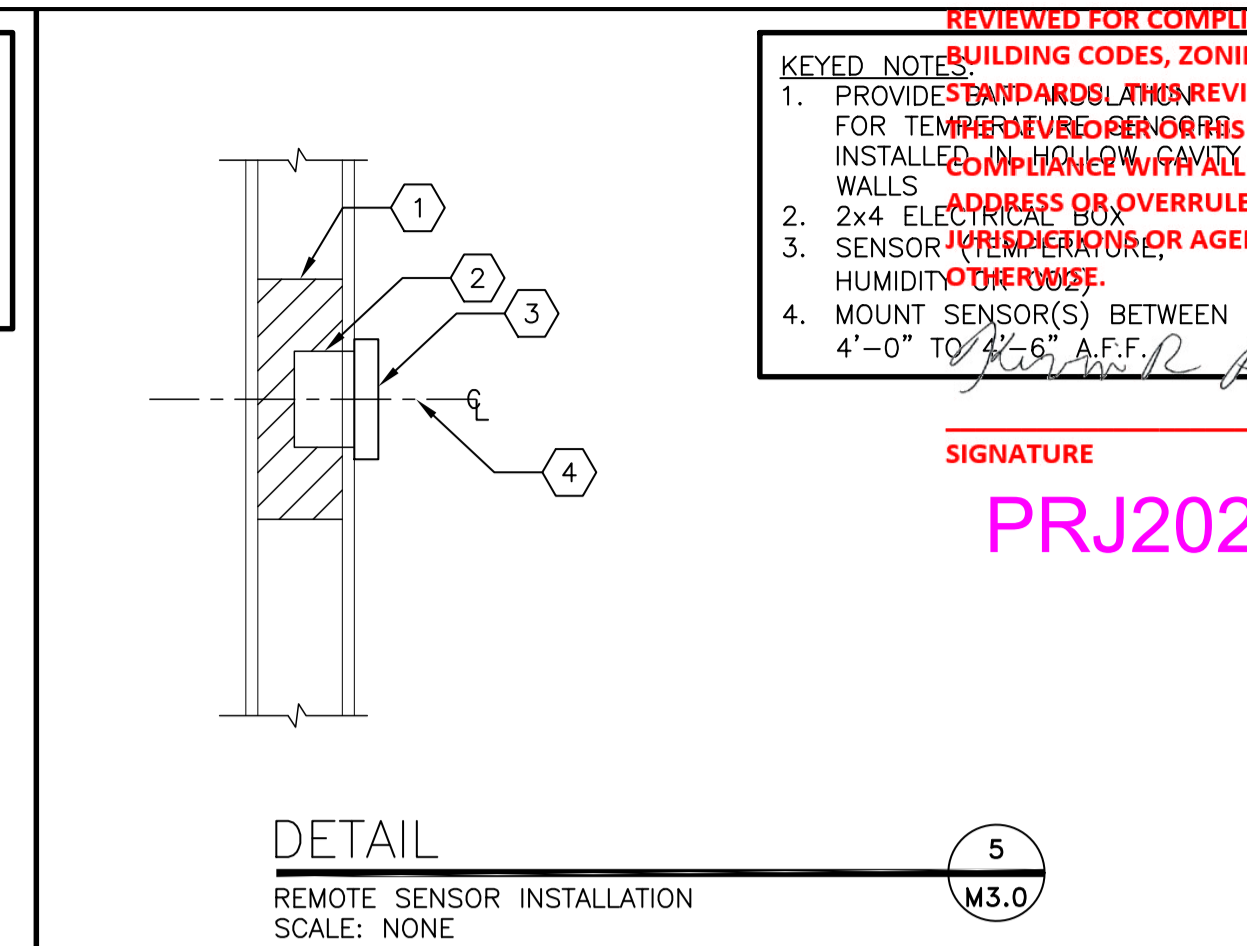 REVIEWED FOR COMPLI
BUILDING CODES, ZONI
STANDARDS. THIS REVI
THE DEVELOPER OR HIS
COMPLIANCE WITH ALL
ADDRESS OR OVERRULE
JURISDICTIONS OR AGE
OTHERWISE.
KEYED NOTES:
1. PROVIDE BATT INSULATION
FOR TEMPERATURE SENSORS
INSTALLED IN HOLLOW CAVITY
WALLS
2. 2x4 ELECTRICAL BOX
3. SENSOR (TEMPERATURE,
HUMIDITY OR CO2)
4. MOUNT SENSOR(S) BETWEEN
4'-0" TO 4'-6" A.F.F.
SIGNATURE
PRJ202
1
2
3
CL
4
DETAIL
5
M3.0
REMOTE SENSOR INSTALLATION
SCALE: NONE